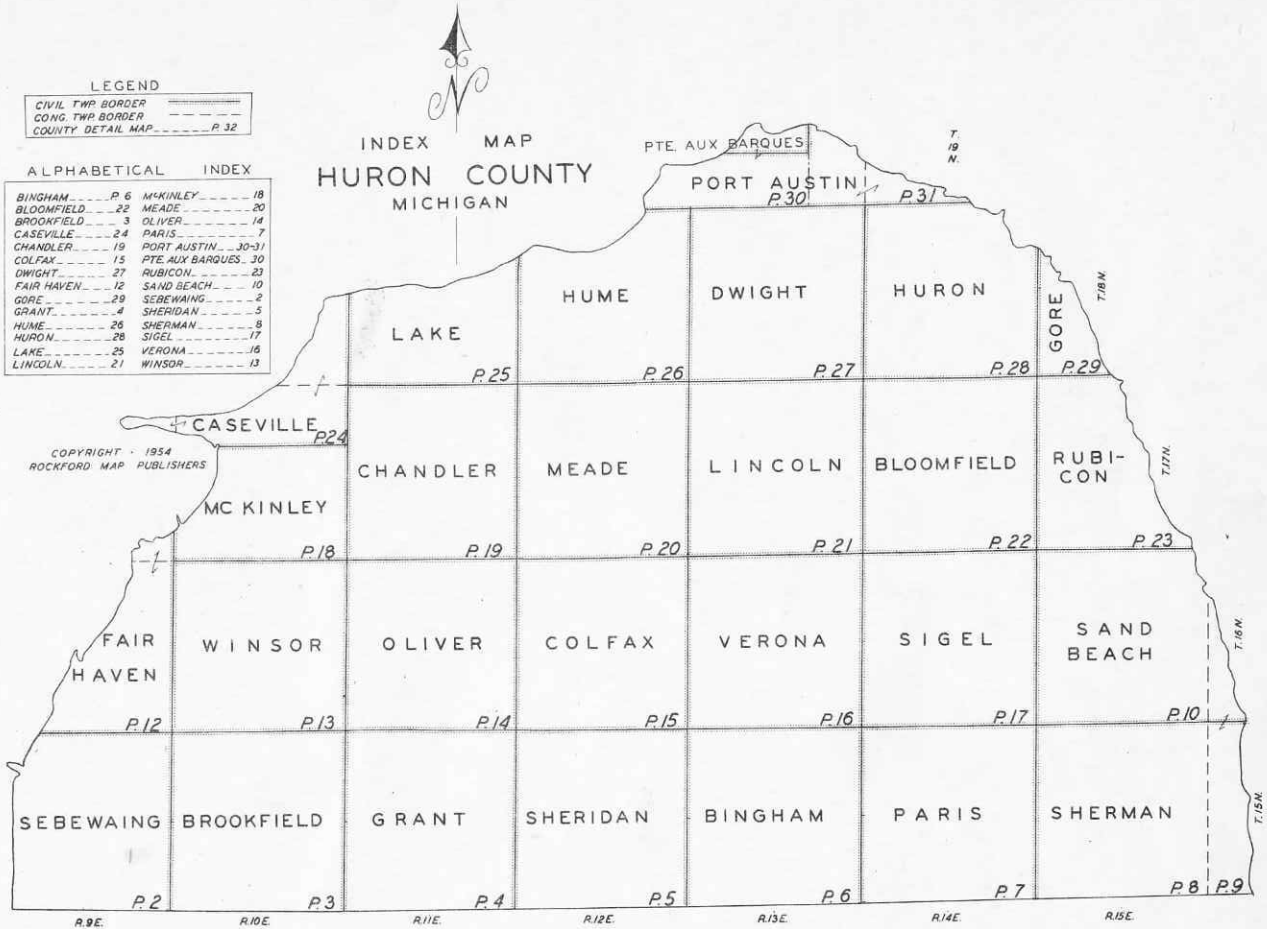 LEGEND
CIVIL TWP. BORDER
CONG. TWP. BORDER
COUNTY DETAIL MAP P. 32
ALPHABETICAL INDEX
BINGHAM P. 6 McKINLEY 18
BLOOMFIELD 22 MEADE 20
BROOKFIELD 3 OLIVER 14
CASEVILLE 24 PARIS 7
CHANDLER 19 PORT AUSTIN 30-31
COLFAX 15 PTE. AUX BARQUES 30
DWIGHT 27 RUBICON 23
FAIR HAVEN 12 SAND BEACH 10
GORE 29 SEBEWAING 2
GRANT 4 SHERIDAN 5
HUME 26 SHERMAN 8
HURON 28 SIGEL 17
LAKE 25 VERONA 16
LINCOLN 21 WINSOR 13
N
INDEX MAP
HURON COUNTY
MICHIGAN
COPYRIGHT · 1954
ROCKFORD MAP PUBLISHERS
PTE. AUX BARQUES
T.
19
N.
PORT AUSTIN
P.30 P.31
LAKE HUME DWIGHT HURON GORE T.18N.
P.25 P.26 P.27 P.28 P.29
CASEVILLE
P.24
MC KINLEY CHANDLER MEADE LINCOLN BLOOMFIELD RUBI-
CON T.17N.
P.18 P.19 P.20 P.21 P.22 P.23
FAIR
HAVEN WINSOR OLIVER COLFAX VERONA SIGEL SAND
BEACH T.16N.
P.12 P.13 P.14 P.15 P.16 P.17 P.10
SEBEWAING BROOKFIELD GRANT SHERIDAN BINGHAM PARIS SHERMAN T.15N.
P.2 P.3 P.4 P.5 P.6 P.7 P.8 P.9
R.9E. R.10E. R.11E. R.12E. R.13E. R.14E. R.15E.